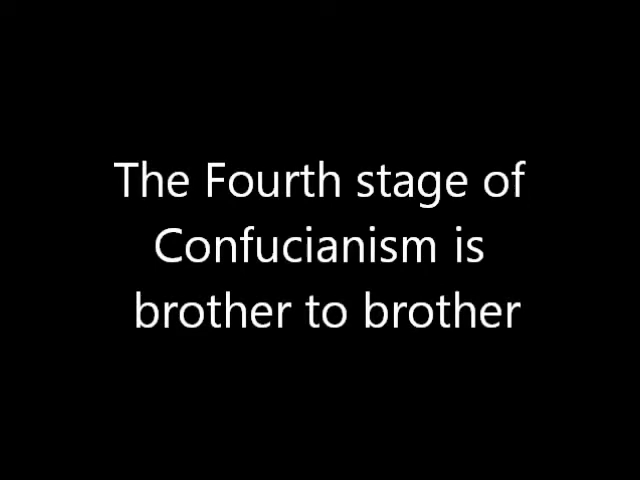 The Fourth stage of
Confucianism is
brother to brother